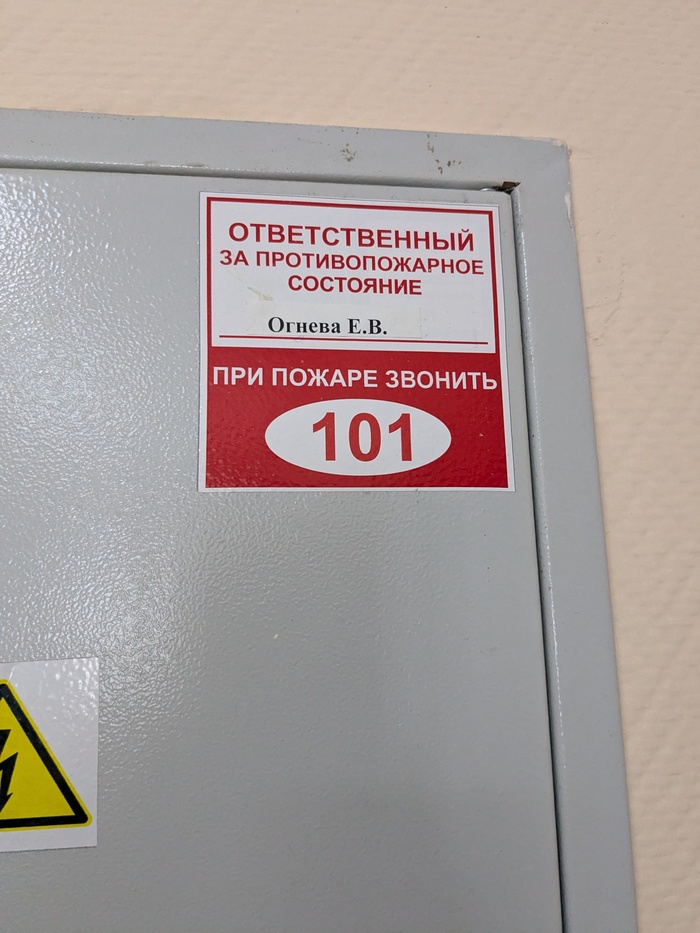 ОТВЕТСТВЕННЫЙ
ЗА ПРОТИВОПОЖАРНОЕ
СОСТОЯНИЕ
Огнева Е.В.
ПРИ ПОЖАРЕ ЗВОНИТЬ
101